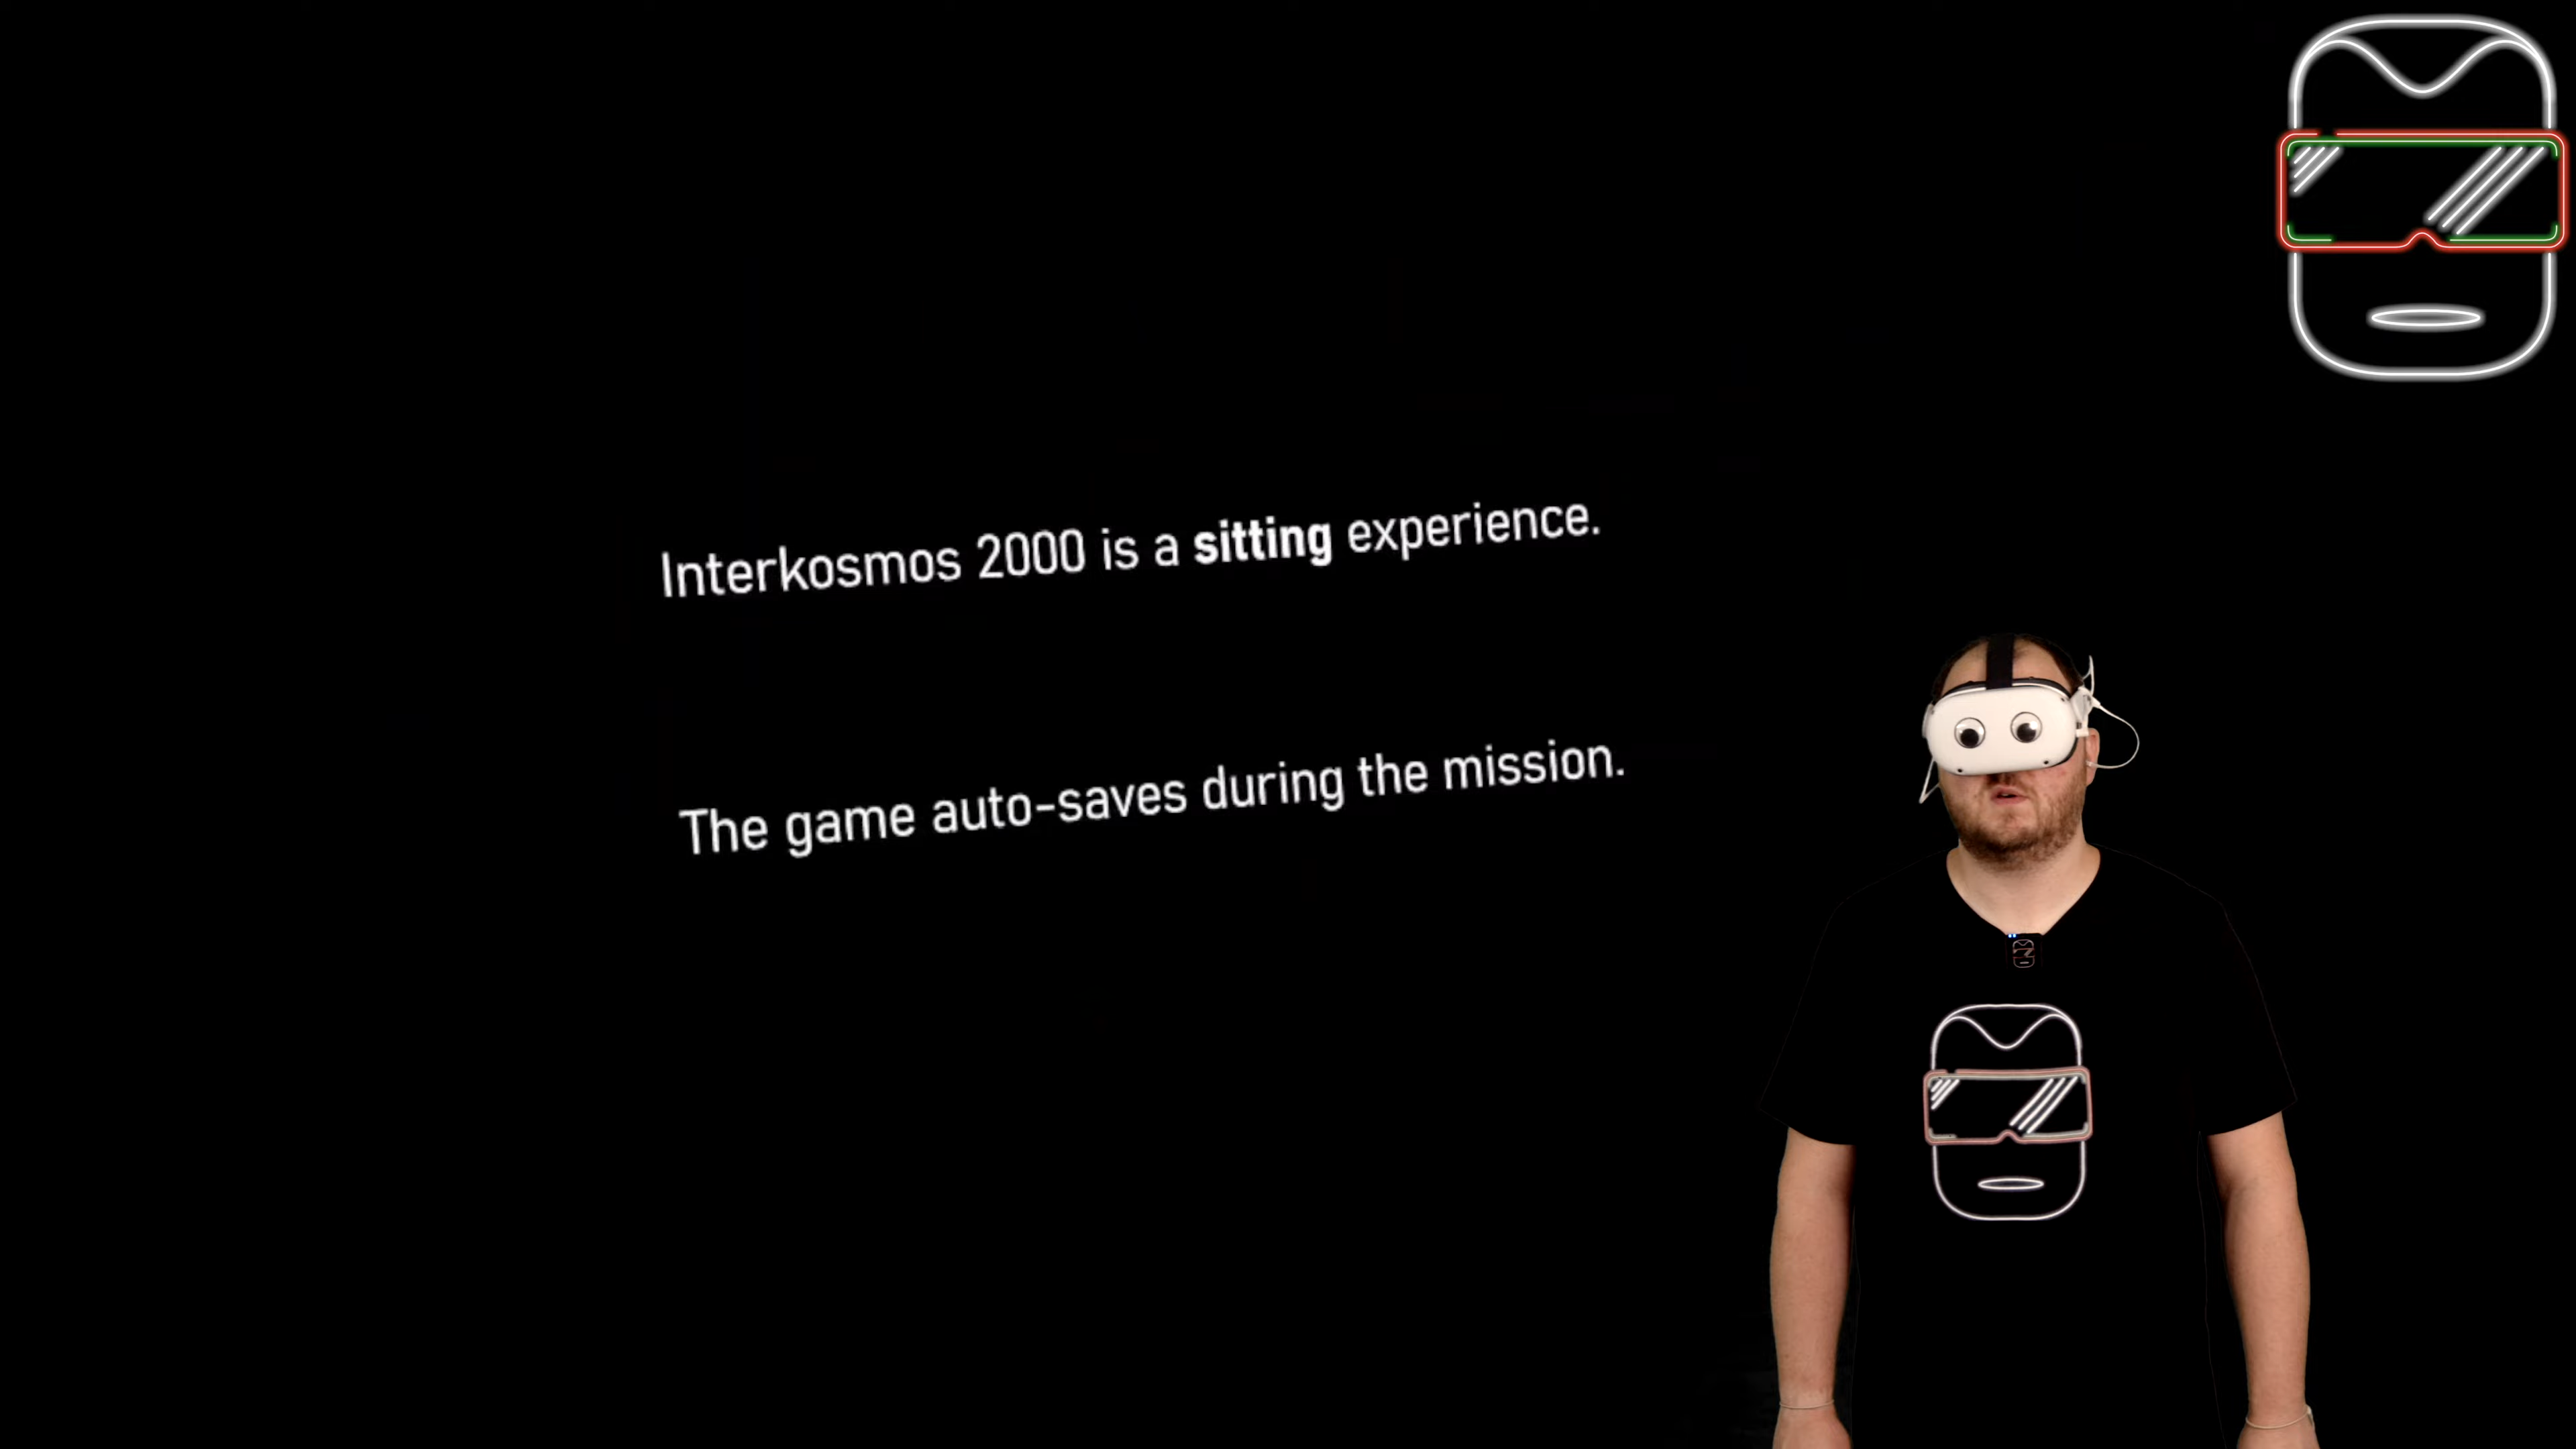 Interkosmos 2000 is a sitting experience.
The game auto-saves during the mission.